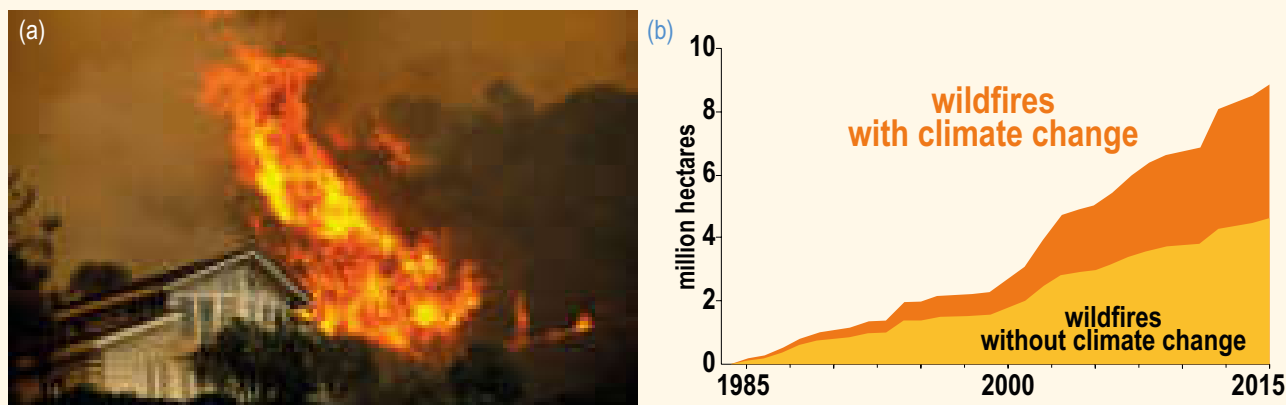 (a)
(b)
10
8
6
4
2
0
million hectares
wildfires
with climate change
wildfires
without climate change
1985
2000
2015